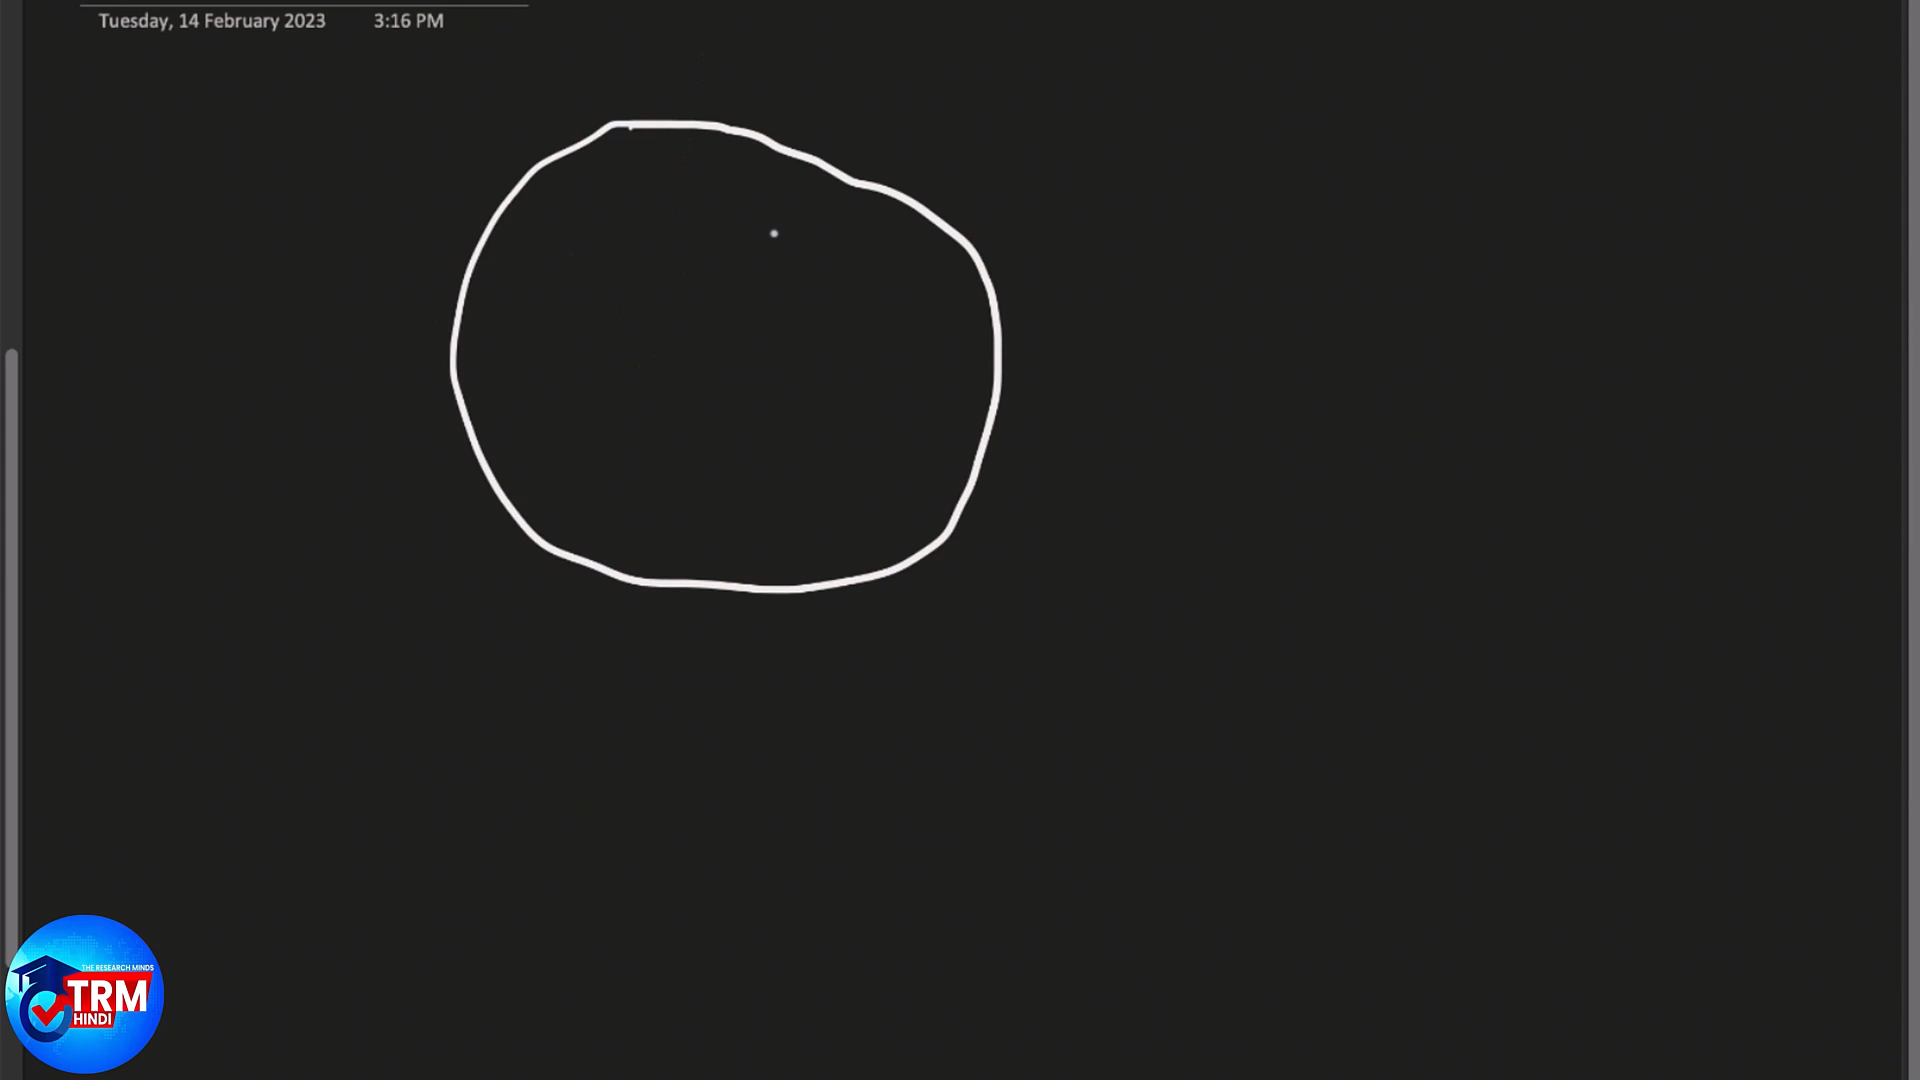 Tuesday, 14 February 2023 3:16 PM
THE RESEARCH MINDS
TRM
HINDI